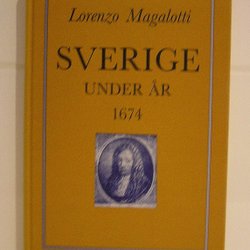 Lorenzo Magalotti
SVERIGE
UNDER ÅR
1674